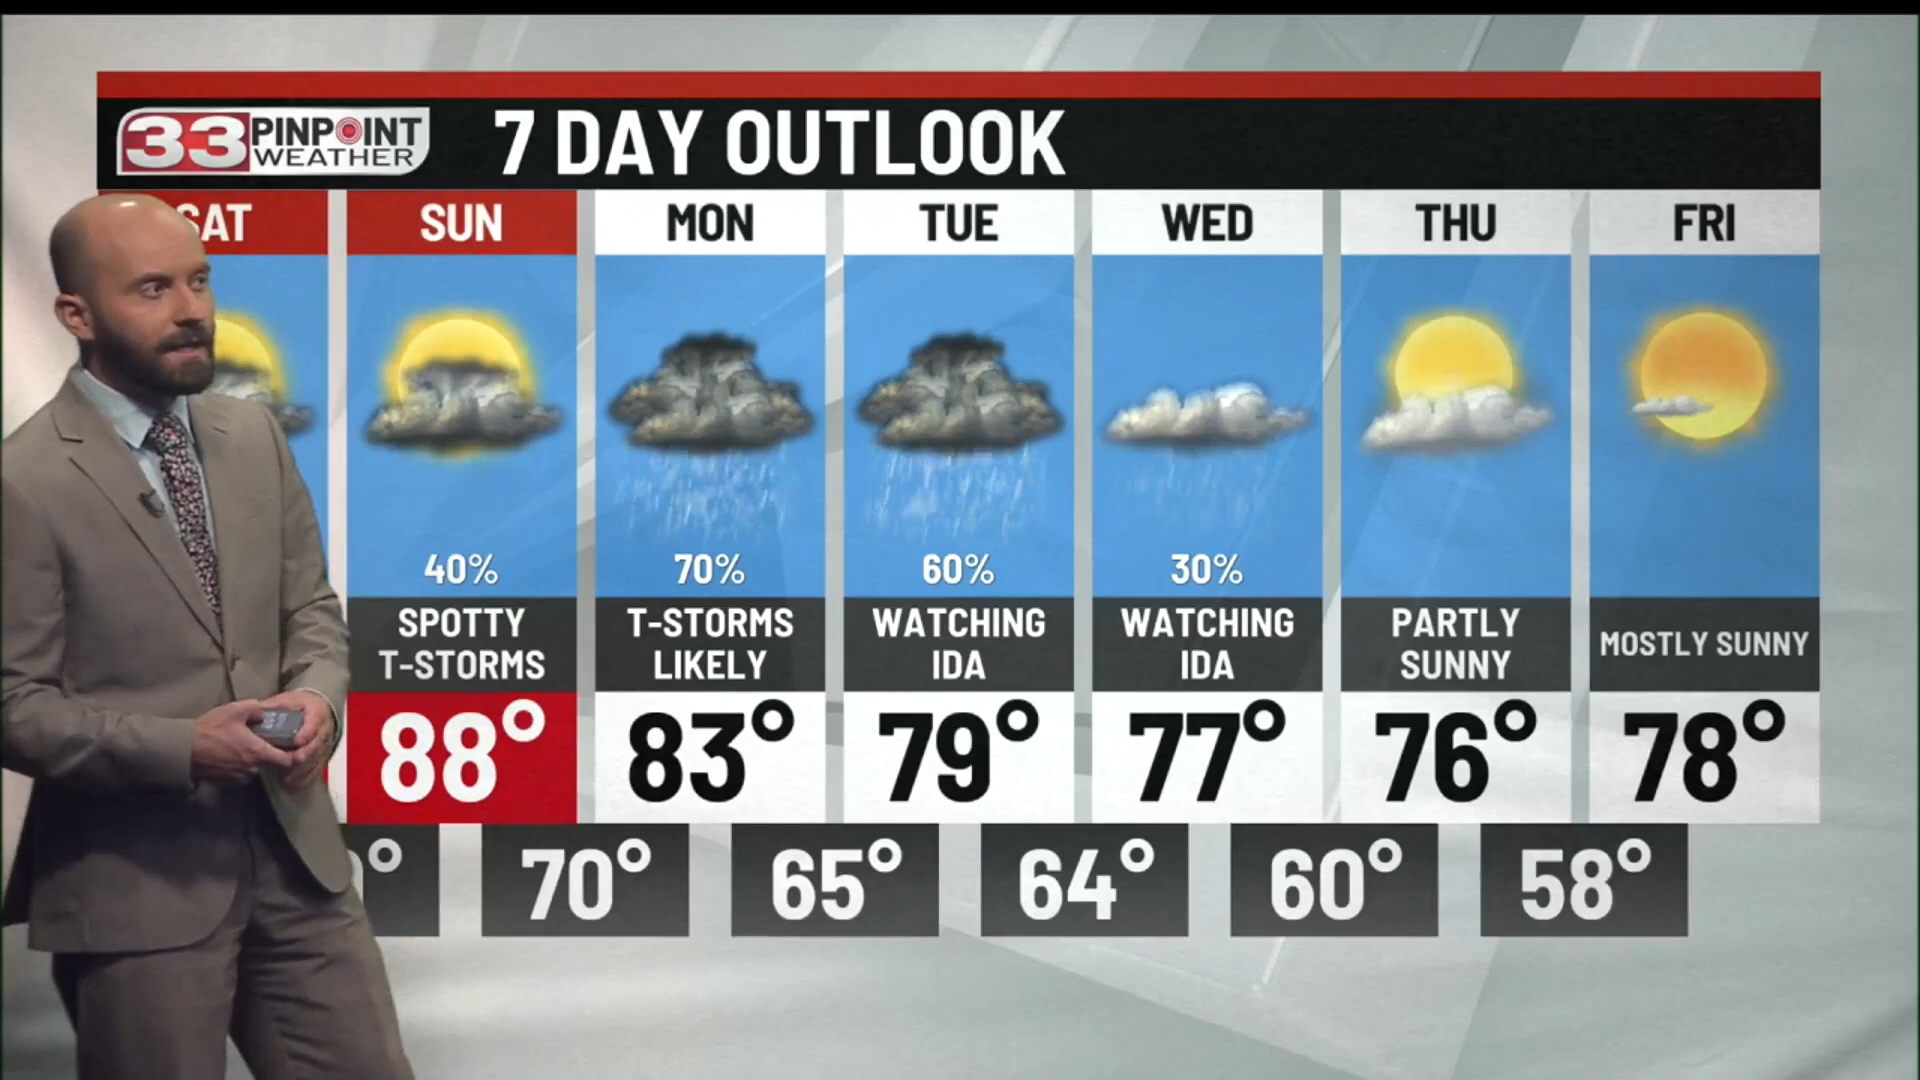 33 PINPOINT
WEATHER
7 DAY OUTLOOK
SAT
SUN
MON
TUE
WED
THU
FRI
40%
70%
60%
30%
SPOTTY
T-STORMS
T-STORMS
LIKELY
WATCHING
IDA
WATCHING
IDA
PARTLY
SUNNY
MOSTLY SUNNY
88°
83°
79°
77°
76°
78°
70°
65°
64°
60°
58°